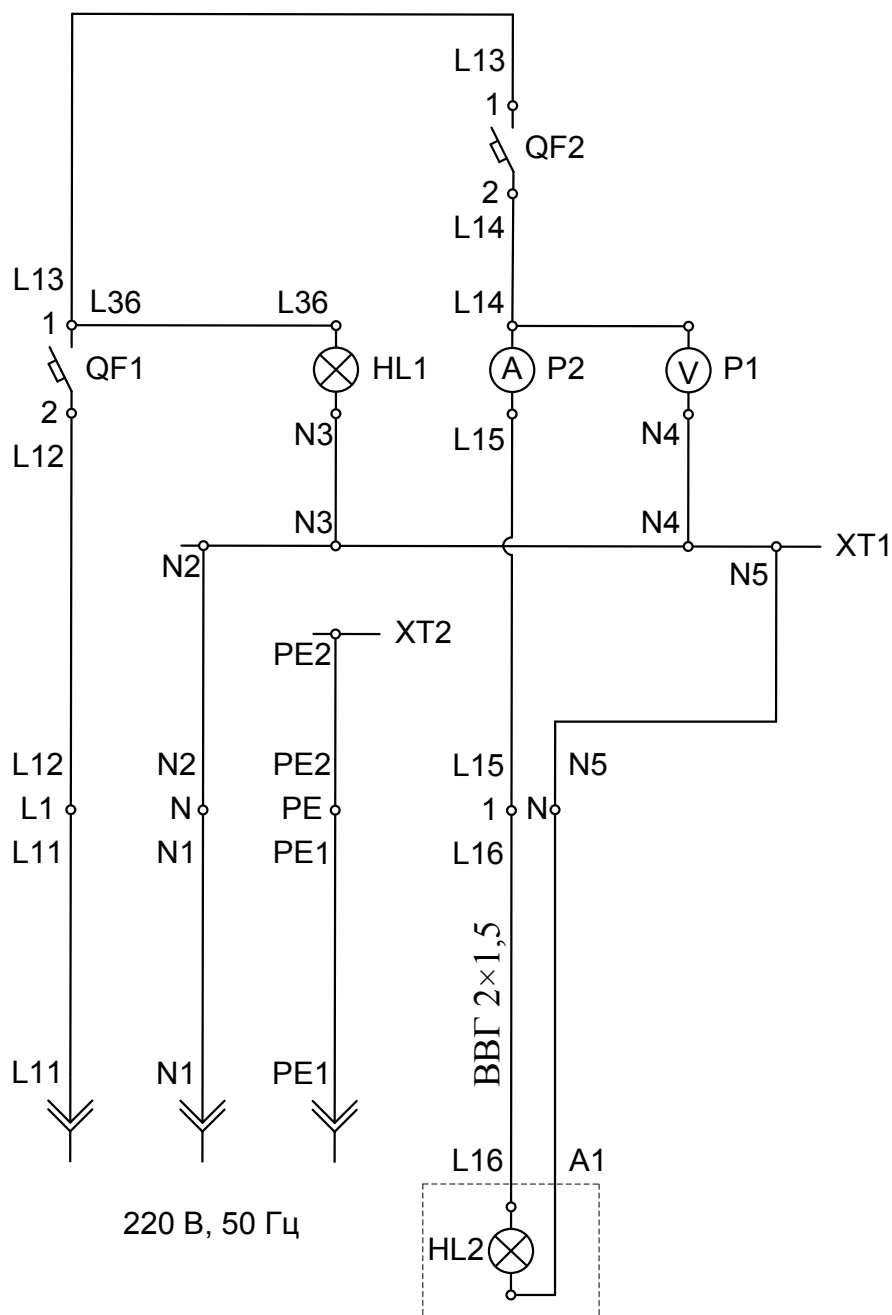 L13
1
QF2
2
L14
L13
L36
L36
L14
1
QF1
HL1
A
P2
V
P1
2
L12
N3
L15
N4
N3
N4
XT1
N2
N5
XT2
PE2
L12
N2
PE2
L15
N5
L1
N
PE
1
N
L11
N1
PE1
L16
ВВГ 2×1,5
L11
N1
PE1
L16
A1
220 В, 50 Гц
HL2